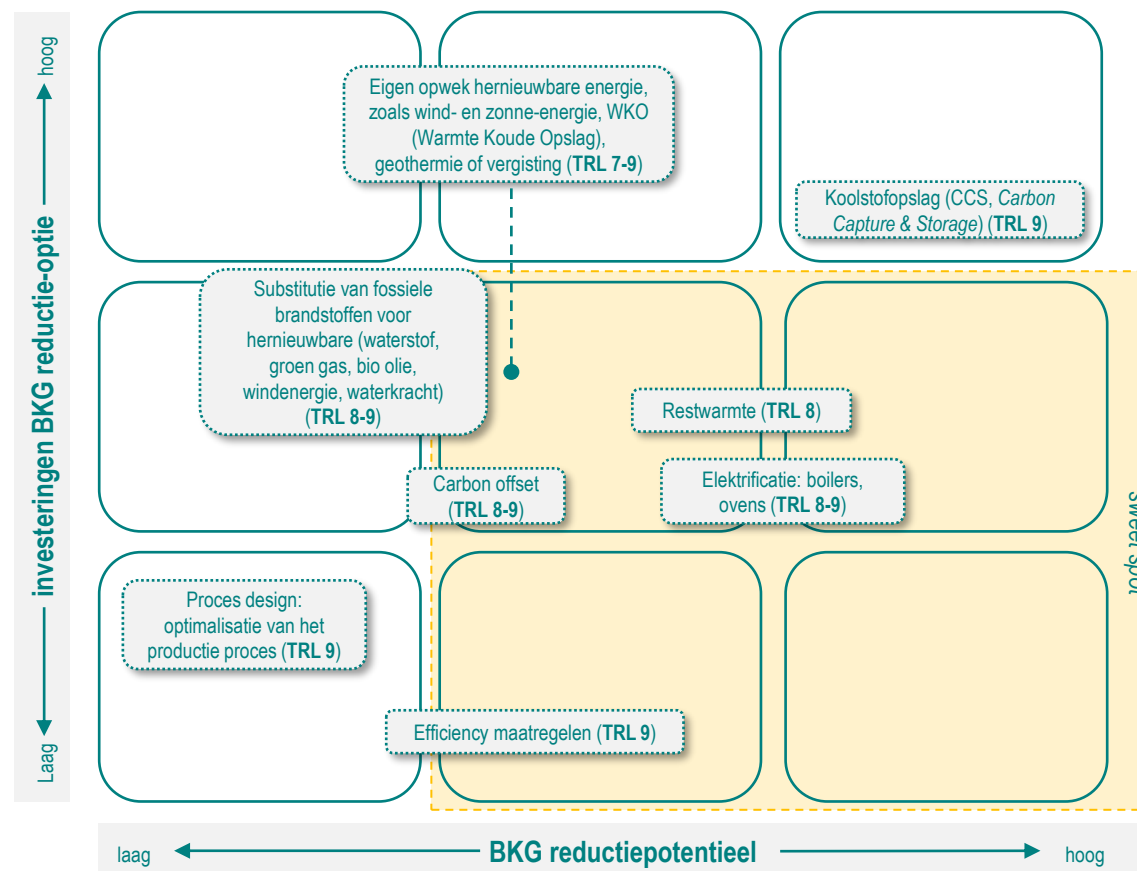 hoog
investeringen BKG reductie-optie
Laag
Eigen opwek hernieuwbare energie,
zoals wind- en zonne-energie, WKO
(Warmte Koude Opslag),
geothermie of vergisting (TRL 7-9)
Koolstofopslag (CCS, Carbon
Capture & Storage) (TRL 9)
Substitutie van fossiele
brandstoffen voor
hernieuwbare (waterstof,
groen gas, bio olie,
windenergie, waterkracht)
(TRL 8-9)
Restwarmte (TRL 8)
Carbon offset
(TRL 8-9)
Elektrificatie: boilers,
ovens (TRL 8-9)
sweet spot
Proces design:
optimalisatie van het
productie proces (TRL 9)
Efficiency maatregelen (TRL 9)
laag
BKG reductiepotentieel
hoog